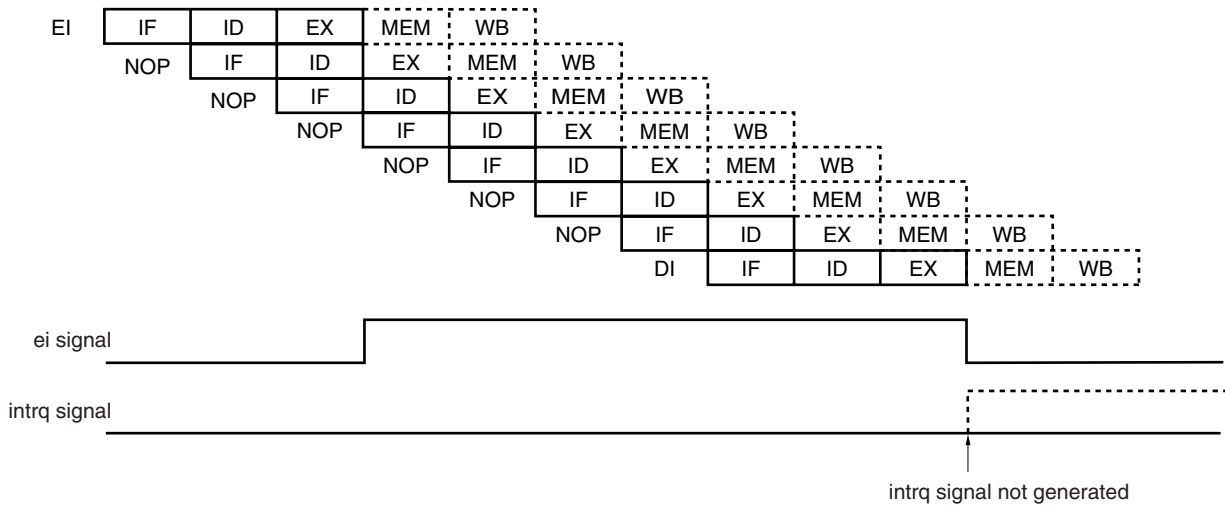 EI IF ID EX MEM WB
NOP IF ID EX MEM WB
NOP IF ID EX MEM WB
NOP IF ID EX MEM WB
NOP IF ID EX MEM WB
NOP IF ID EX MEM WB
NOP IF ID EX MEM WB
DI IF ID EX MEM WB
ei signal
intrq signal
intrq signal not generated